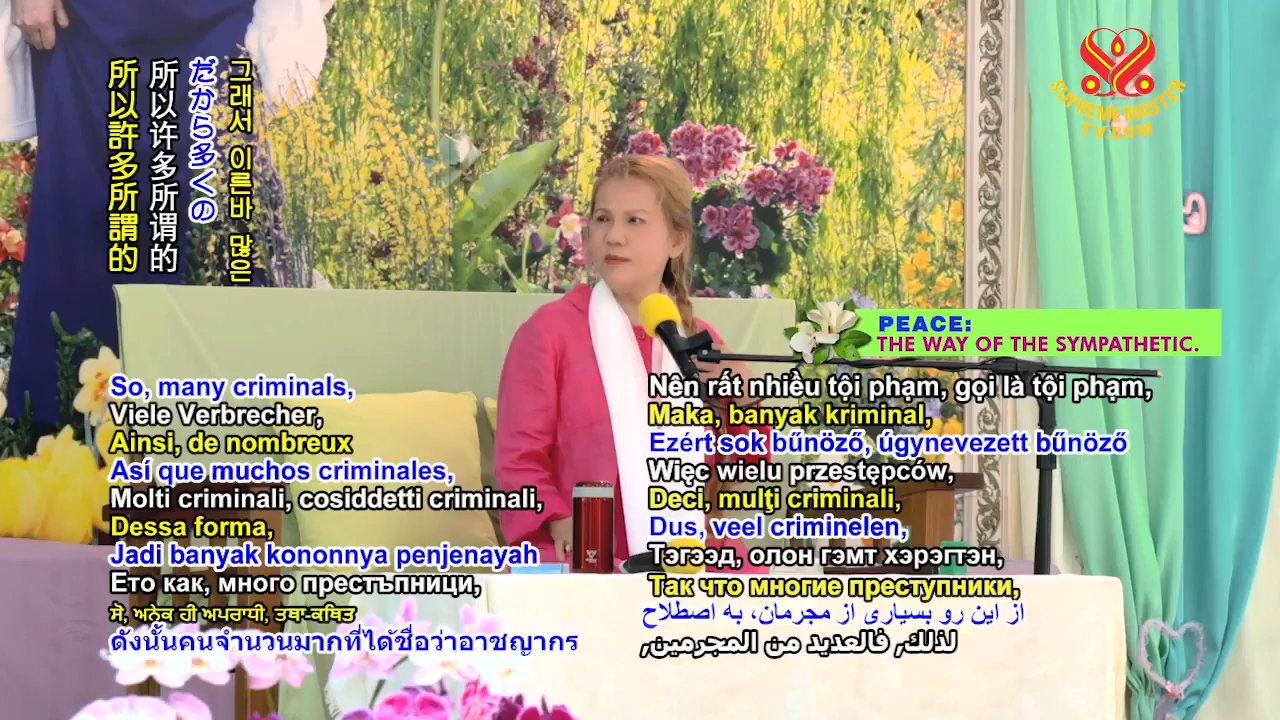 所以許多所謂的
所以许多所谓的
だから多くの
그래서 이른바 많은
SUPREME MASTER
TV.COM
PEACE:
THE WAY OF THE SYMPATHETIC.
So, many criminals,
Viele Verbrecher,
Ainsi, de nombreux
Así que muchos criminales,
Molti criminali, cosiddetti criminali,
Dessa forma,
Jadi banyak kononnya penjenayah
Ето как, много престъпници,
ਸੋ, ਅਨੇਕ ਹੀ ਅਪਰਾਧੀ, ਤਥਾ-ਕਥਿਤ
ดังนั้นคนจำนวนมากที่ได้ชื่อว่าอาชญากร
Nên rất nhiều tội phạm, gọi là tội phạm,
Maka, banyak kriminal,
Ezért sok bűnöző, úgynevezett bűnöző
Więc wielu przestępców,
Deci, mulţi criminali,
Dus, veel criminelen,
Тэгээд, олон гэмт хэрэгтэн,
Так что многие преступники,
از این رو بسیاری از مجرمان، به اصطلاح
لذلك, فالعديد من المجرمين,